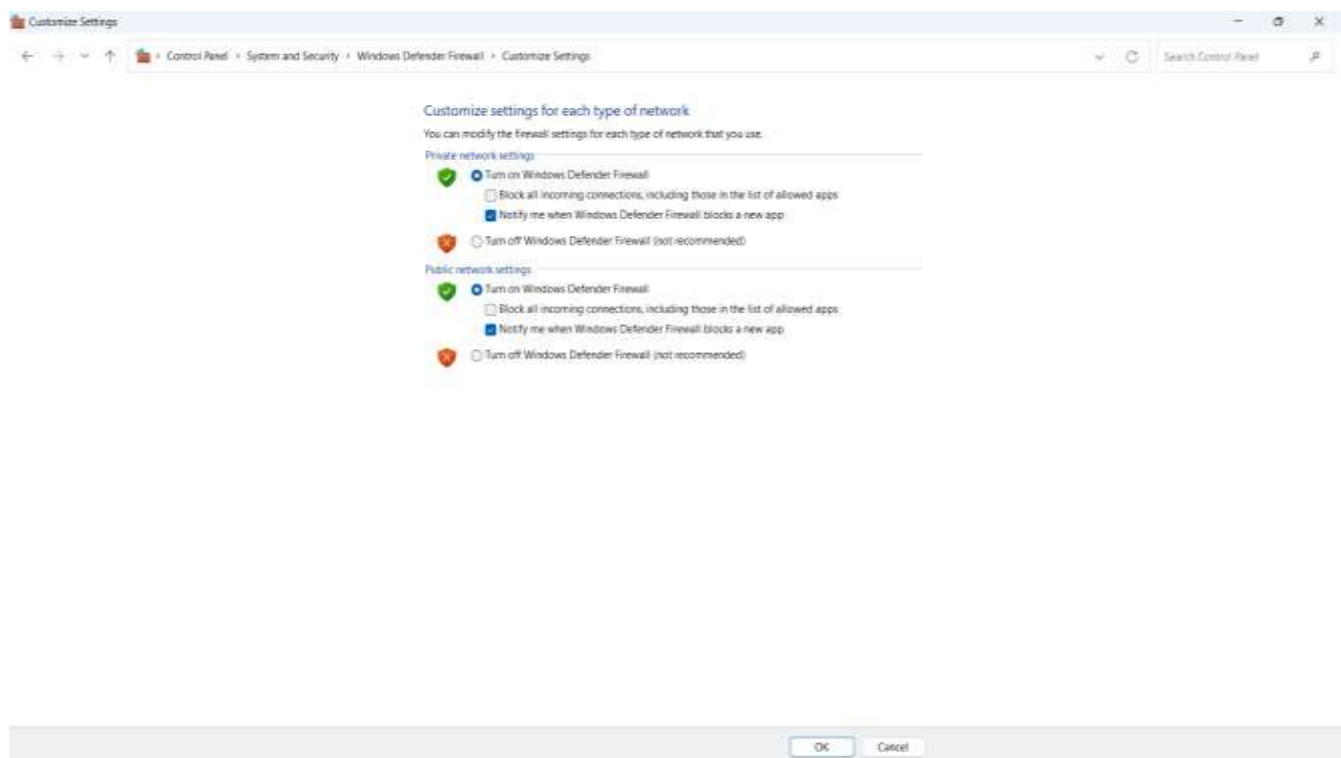 Customize Settings
Control Panel › System and Security › Windows Defender Firewall › Customize Settings
Search Control Panel
Customize settings for each type of network
You can modify the firewall settings for each type of network that you use.
Private network settings
Turn on Windows Defender Firewall
Block all incoming connections, including those in the list of allowed apps
Notify me when Windows Defender Firewall blocks a new app
Turn off Windows Defender Firewall (not recommended)
Public network settings
Turn on Windows Defender Firewall
Block all incoming connections, including those in the list of allowed apps
Notify me when Windows Defender Firewall blocks a new app
Turn off Windows Defender Firewall (not recommended)
OK Cancel